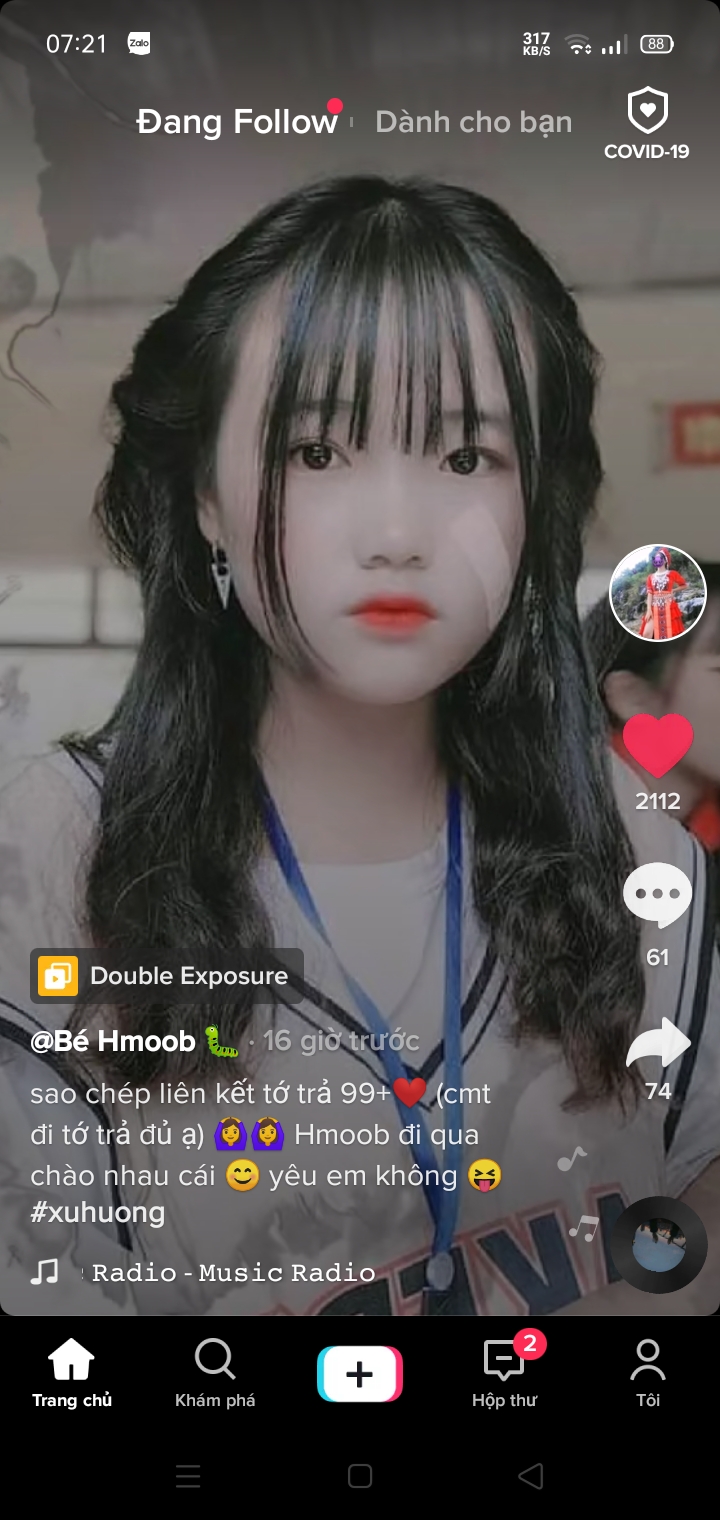 07:21 Zalo 317 KB/S 88
Đang Follow Dành cho bạn
COVID-19
2112
61
74
Double Exposure
@Bé Hmoob 🐛 · 16 giờ trước
sao chép liên kết tớ trả 99+❤️ (cmt
đi tớ trả đủ ạ) 🙆‍♀️🙆‍♀️ Hmoob đi qua
chào nhau cái 😊 yêu em không 😝
#xuhuong
Radio - Music Radio
2
Trang chủ Khám phá Hộp thư Tôi